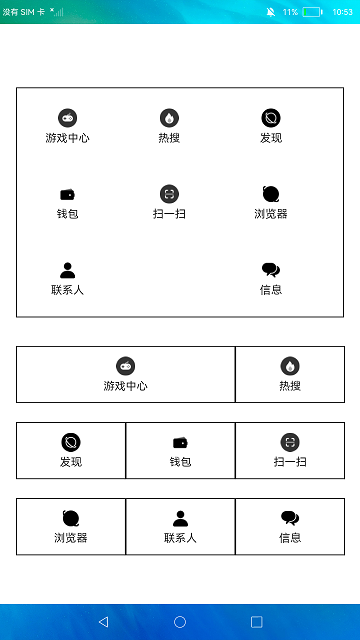 没有 SIM 卡 11% 10:53
游戏中心 热搜 发现
钱包 扫一扫 浏览器
联系人 信息
游戏中心 热搜
发现 钱包 扫一扫
浏览器 联系人 信息